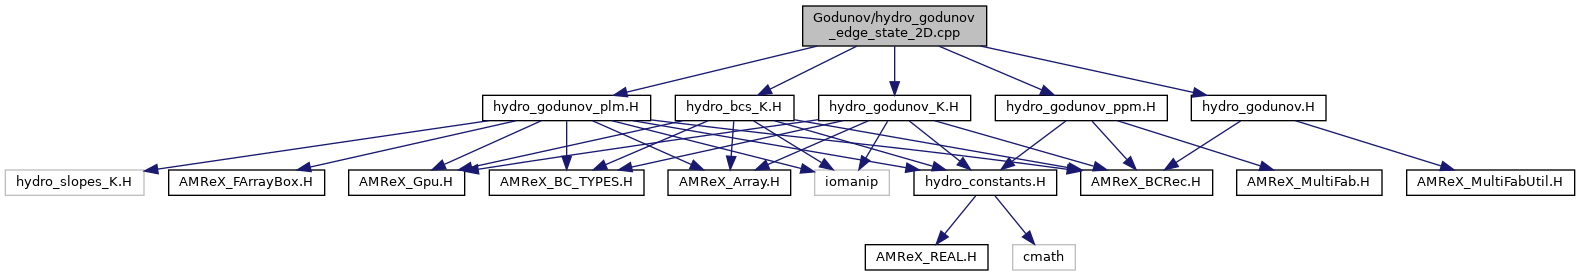 Godunov/hydro_godunov
_edge_state_2D.cpp
hydro_godunov_plm.H
hydro_bcs_K.H
hydro_godunov_K.H
hydro_godunov_ppm.H
hydro_godunov.H
hydro_slopes_K.H
AMReX_FArrayBox.H
AMReX_Gpu.H
AMReX_BC_TYPES.H
AMReX_Array.H
iomanip
hydro_constants.H
AMReX_BCRec.H
AMReX_MultiFab.H
AMReX_MultiFabUtil.H
AMReX_REAL.H
cmath